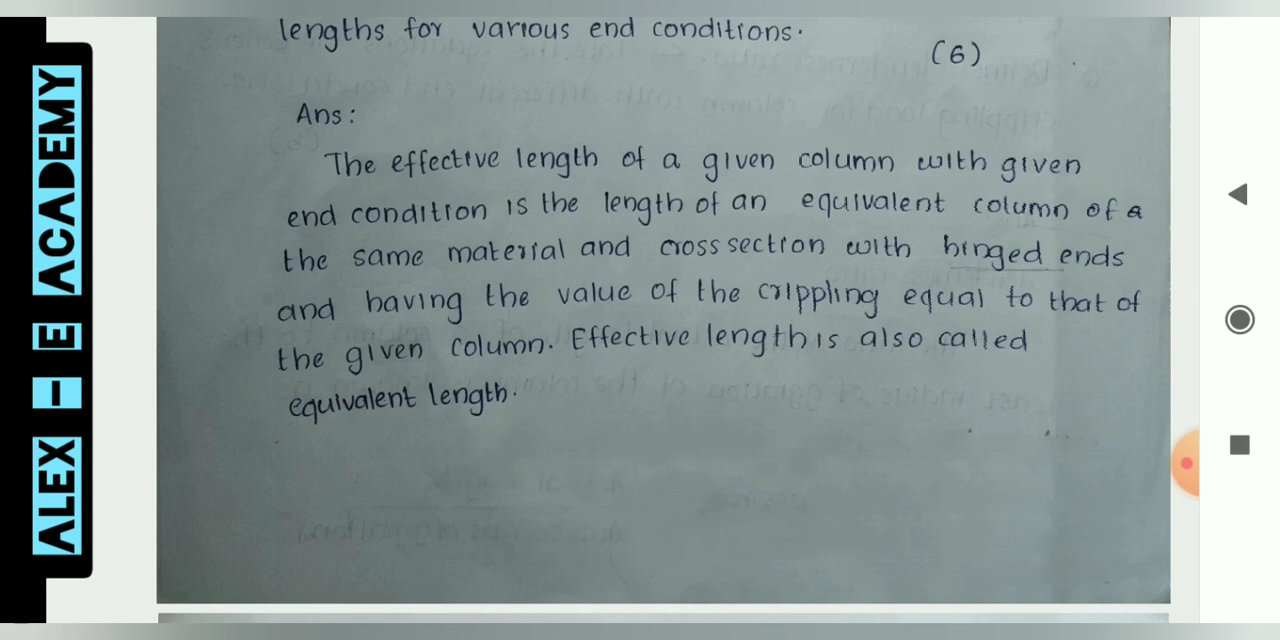 lengths for various end conditions.
(6)
Ans:
The effective length of a given column with given
end condition is the length of an equivalent column of a
the same material and cross section with hinged ends
and having the value of the crippling equal to that of
the given column. Effective length is also called
equivalent length.
ALEX - E ACADEMY